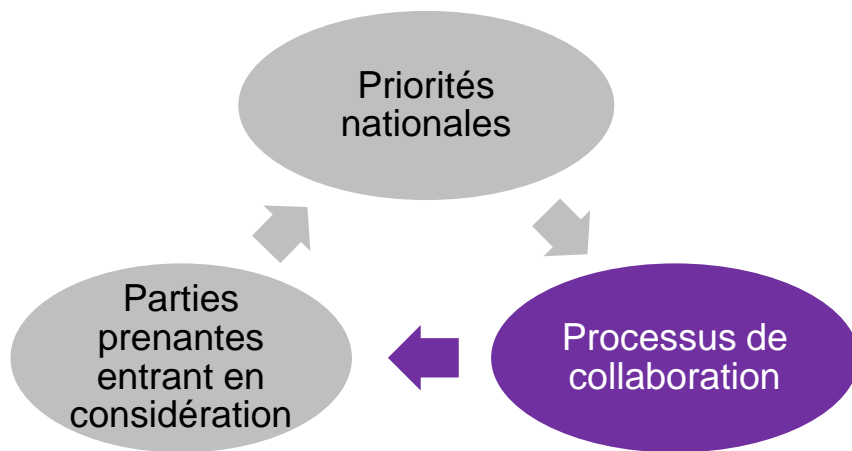 Priorités
nationales
Parties
prenantes
entrant en
considération
Processus de
collaboration